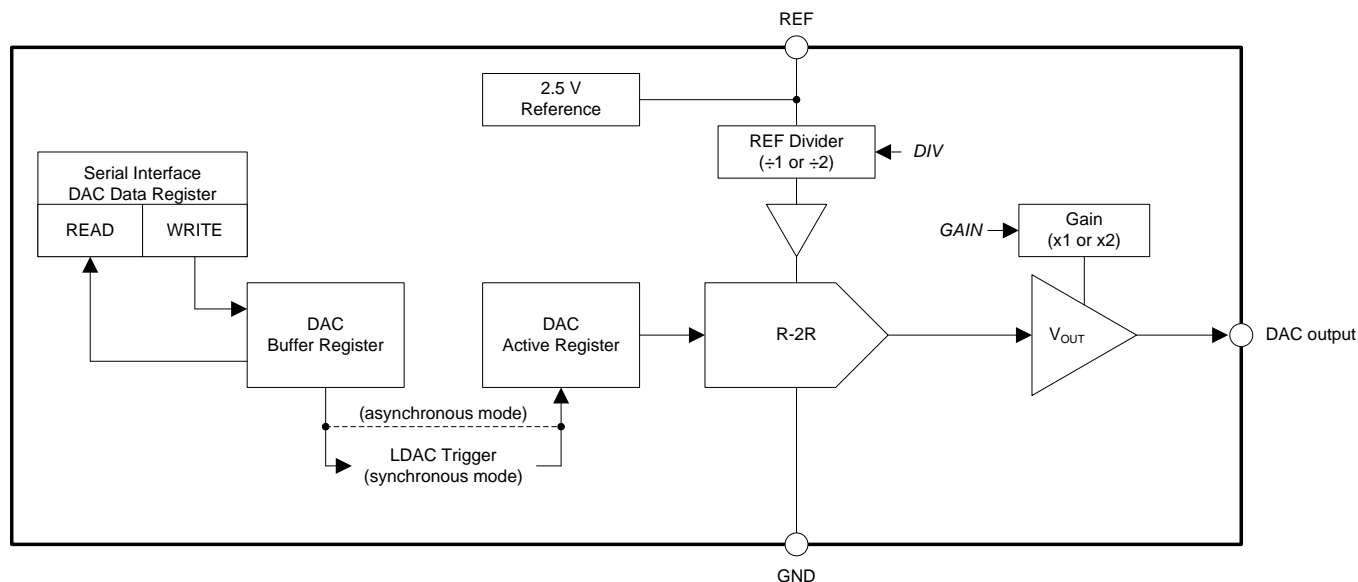 REF
2.5 V
Reference
REF Divider
(÷1 or ÷2)
DIV
Serial Interface
DAC Data Register
READ
WRITE
GAIN
Gain
(x1 or x2)
DAC
Buffer Register
DAC
Active Register
R-2R
VOUT
DAC output
(asynchronous mode)
LDAC Trigger
(synchronous mode)
GND